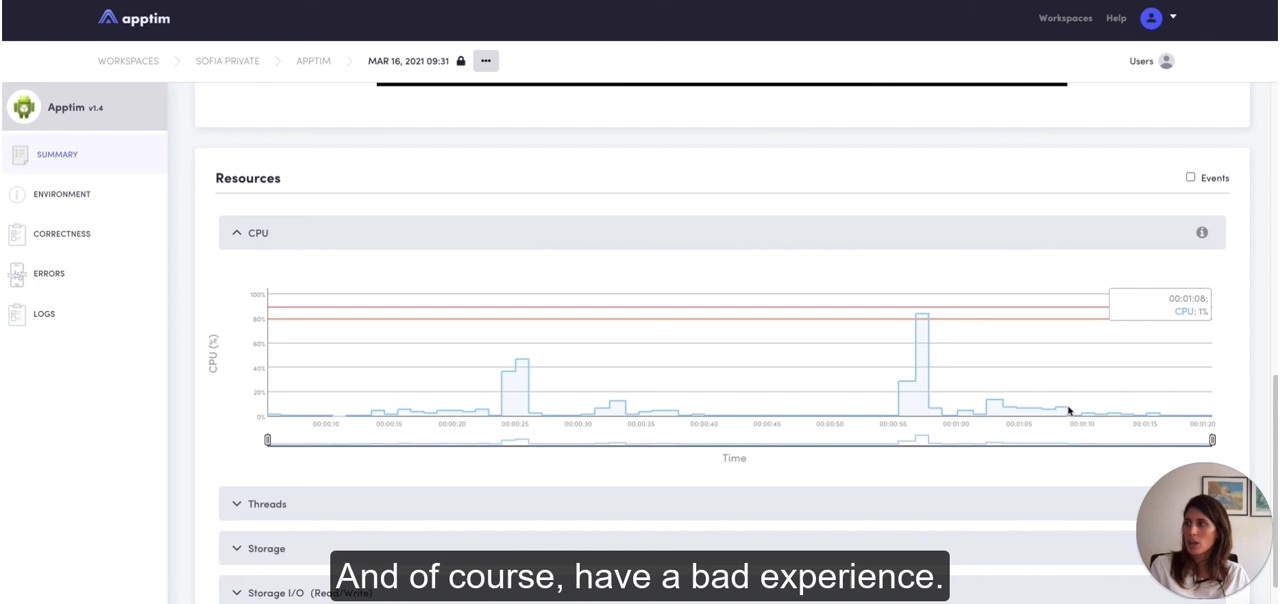 apptim
Workspaces Help
WORKSPACES SOFIA PRIVATE APPTIM MAR 16, 2021 09:31 ••• Users
Apptim v1.4
SUMMARY
ENVIRONMENT
CORRECTNESS
ERRORS
LOGS
Resources
Events
CPU
100%
80%
60%
40%
20%
0%
CPU (%)
00:01:08:
CPU: 1%
00:00:10 00:00:15 00:00:20 00:00:25 00:00:30 00:00:35 00:00:40 00:00:45 00:00:50 00:00:55 00:01:00 00:01:05 00:01:10 00:01:15 00:01:20
Time
Threads
Storage
Storage I/O (Read/Write)
And of course, have a bad experience.